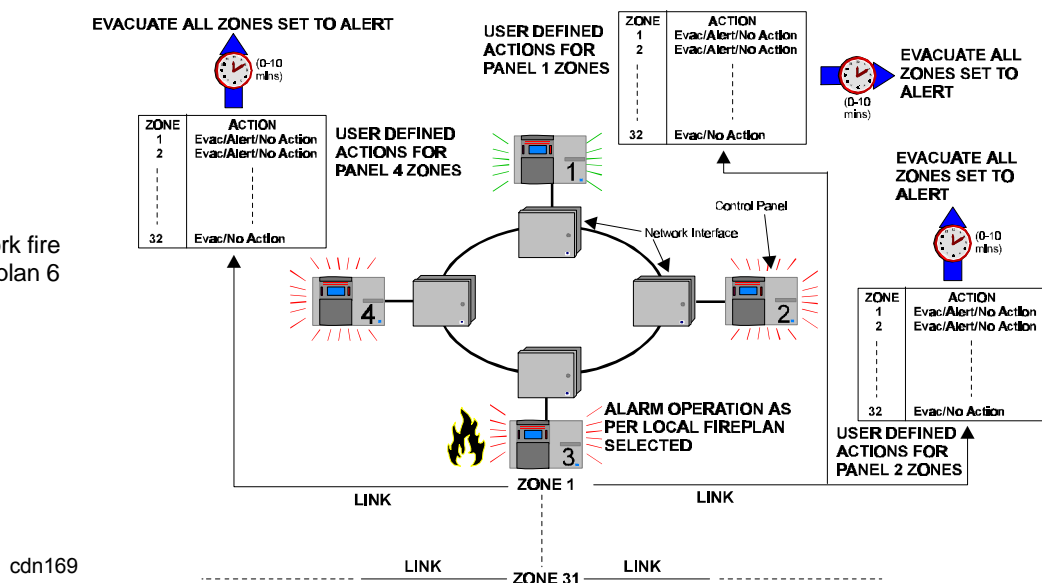 EVACUATE ALL ZONES SET TO ALERT
(0-10
mins)
ZONE ACTION
1 Evac/Alert/No Action
2 Evac/Alert/No Action
32 Evac/No Action
USER DEFINED
ACTIONS FOR
PANEL 4 ZONES
USER DEFINED
ACTIONS FOR
PANEL 1 ZONES
ZONE ACTION
1 Evac/Alert/No Action
2 Evac/Alert/No Action
32 Evac/No Action
(0-10
mins)
EVACUATE ALL
ZONES SET TO
ALERT
EVACUATE ALL
ZONES SET TO
ALERT
(0-10
mins)
ZONE ACTION
1 Evac/Alert/No Action
2 Evac/Alert/No Action
32 Evac/No Action
USER DEFINED
ACTIONS FOR
PANEL 2 ZONES
1
Control Panel
Network Interface
rk fire
plan 6
4
2
3
ALARM OPERATION AS
PER LOCAL FIREPLAN
SELECTED
ZONE 1
LINK
LINK
cdn169
LINK
LINK
ZONE 31